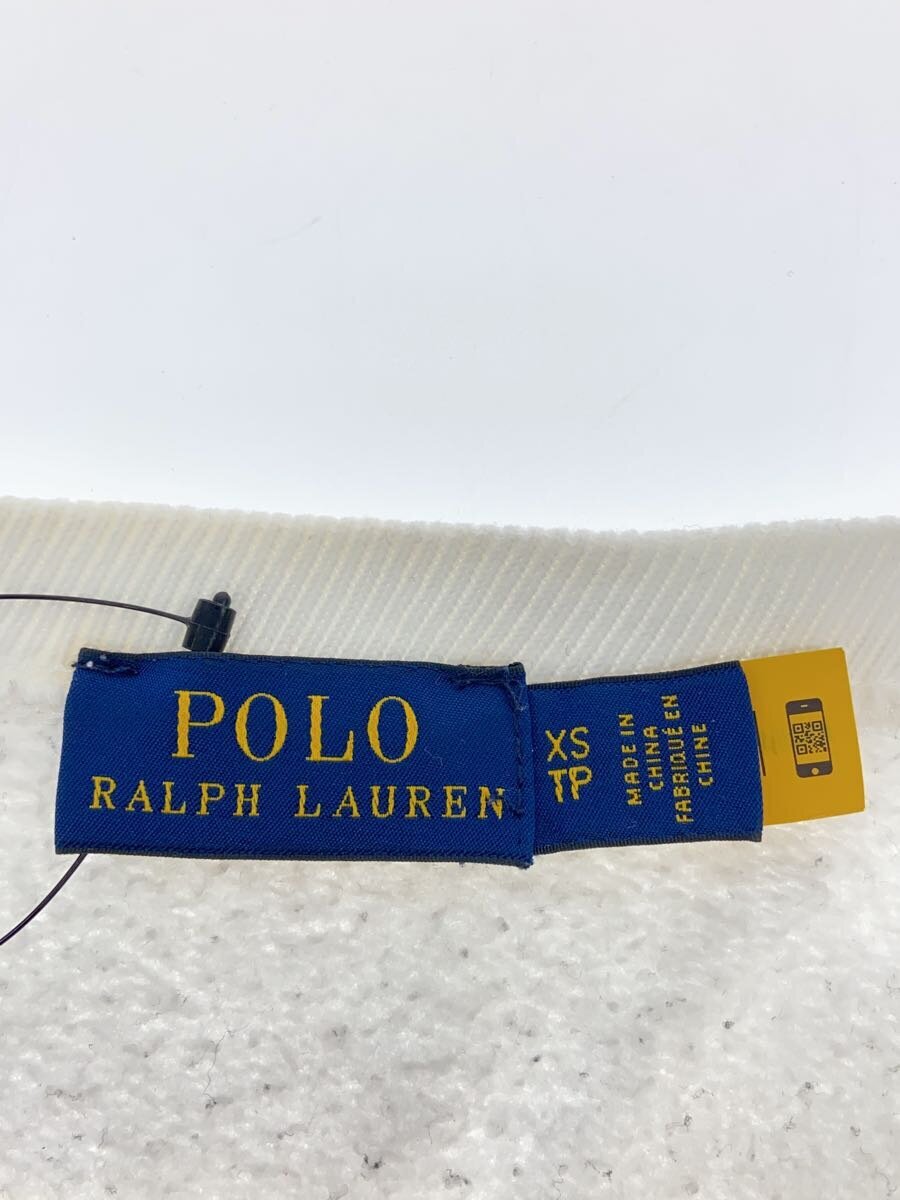 POLO
RALPH LAUREN
XS
TP
MADE IN
CHINA
FABRIQUÉ EN
CHINE